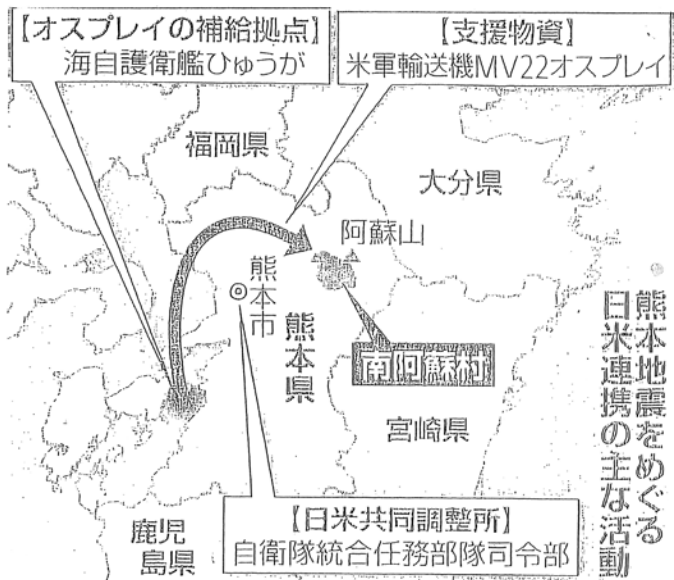 【オスプレイの補給拠点】
海自護衛艦ひゅうが
【支援物資】
米軍輸送機MV22オスプレイ
福岡県
大分県
阿蘇山
熊本市
熊本県
南阿蘇村
宮崎県
熊本地震をめぐる
日米連携の主な活動
【日米共同調整所】
自衛隊統合任務部隊司令部
鹿児
島県